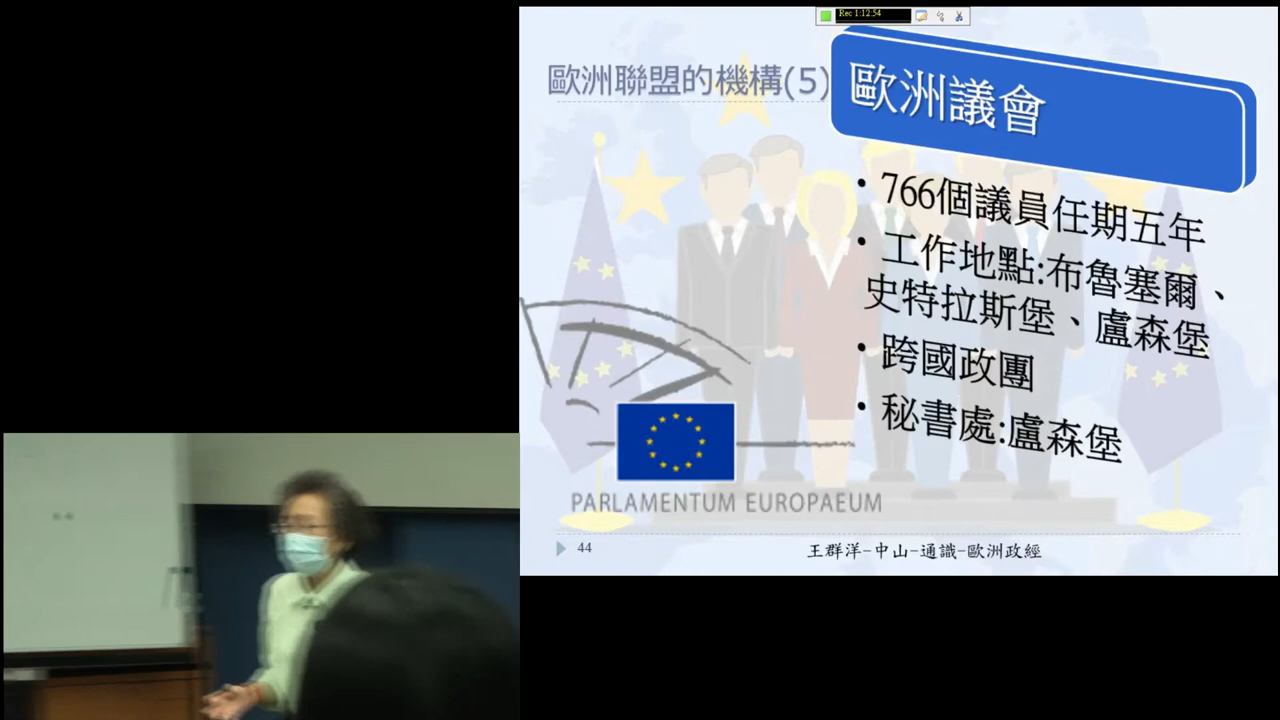 Rec 1:12:54
歐洲聯盟的機構(5)
歐洲議會
• 766個議員任期五年
• 工作地點:布魯塞爾、
史特拉斯堡、盧森堡
• 跨國政團
• 秘書處:盧森堡
PARLAMENTUM EUROPAEUM
44
王群洋-中山-通識-歐洲政經